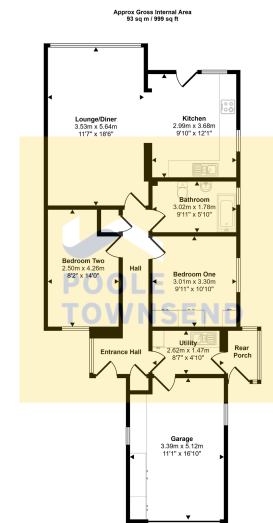 Approx Gross Internal Area
93 sq m / 999 sq ft
Lounge/Diner
3.53m x 5.64m
11'7" x 18'6"
Kitchen
2.99m x 3.68m
9'10" x 12'1"
Bathroom
3.02m x 1.78m
9'11" x 5'10"
Bedroom Two
2.50m x 4.26m
8'2" x 14'0"
Hall
Bedroom One
3.01m x 3.30m
9'11" x 10'10"
POOLE
TOWNSEND
Entrance Hall
Utility
2.62m x 1.47m
8'7" x 4'10"
Rear
Porch
Garage
3.39m x 5.12m
11'1" x 16'10"